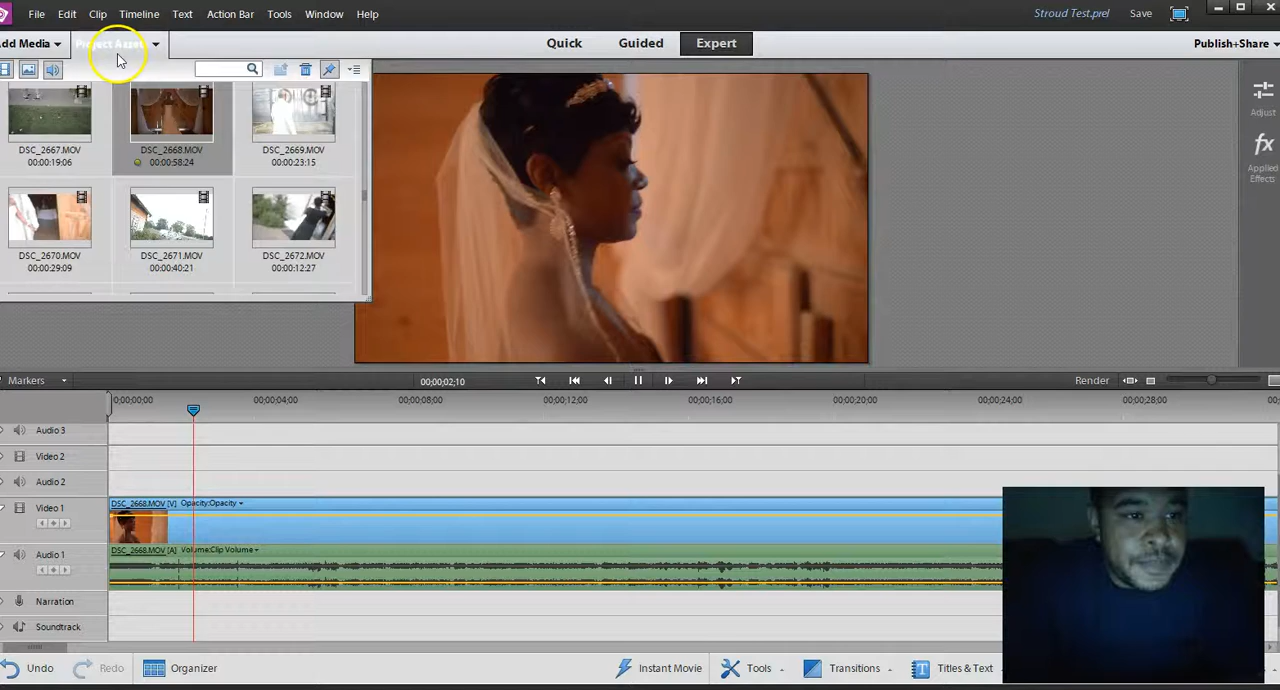 File Edit Clip Timeline Text Action Bar Tools Window Help Stroud Test.prel Save
dd Media Project Assets Quick Guided Expert Publish+Share
Adjust
Applied Effects
DSC_2667.MOV DSC_2668.MOV DSC_2669.MOV
00:00:19:06 00:00:58:24 00:00:23:15
DSC_2670.MOV DSC_2671.MOV DSC_2672.MOV
00:00:29:09 00:00:40:21 00:00:12:27
Markers 00;00;02;10 Render
0;00;00;00 00;00;04;00 00;00;08;00 00;00;12;00 00;00;16;00 00;00;20;00 00;00;24;00 00;00;28;00 00;
Audio 3
Video 2
Audio 2
DSC_2668.MOV [V] Opacity:Opacity
Video 1
DSC_2668.MOV [A] Volume:Clip Volume
Audio 1
Narration
Soundtrack
Undo Redo Organizer Instant Movie Tools Transitions Titles & Text